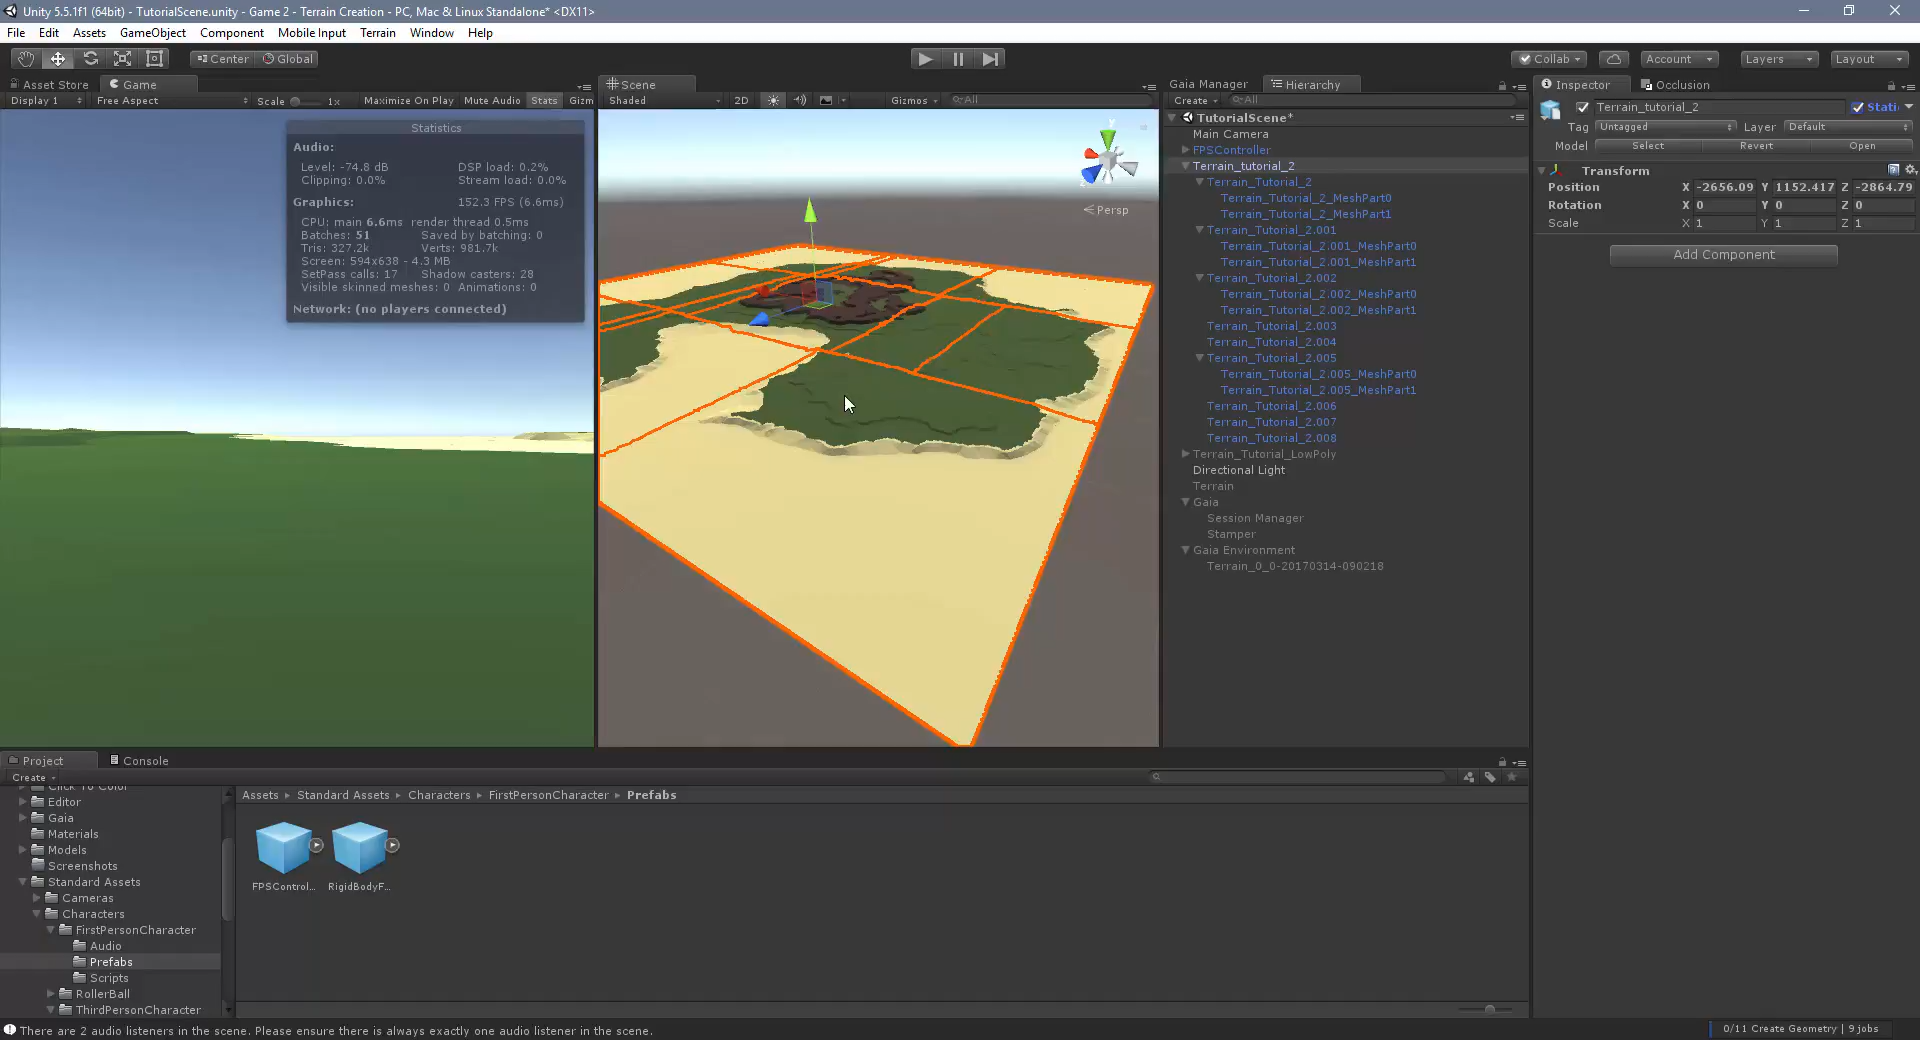 Unity 5.5.1f1 (64bit) - TutorialScene.unity - Game 2 - Terrain Creation - PC, Mac & Linux Standalone* <DX11>
File Edit Assets GameObject Component Mobile Input Terrain Window Help
Center Global Collab Account Layers Layout
Asset Store Game
Display 1 Free Aspect Scale 1x Maximize On Play Mute Audio Stats Gizm
Statistics
Audio:
Level: -74.8 dB DSP load: 0.2%
Clipping: 0.0% Stream load: 0.0%
Graphics: 152.3 FPS (6.6ms)
CPU: main 6.6ms render thread 0.5ms
Batches: 51 Saved by batching: 0
Tris: 327.2k Verts: 981.7k
Screen: 594x638 - 4.3 MB
SetPass calls: 17 Shadow casters: 28
Visible skinned meshes: 0 Animations: 0
Network: (no players connected)
Scene
Shaded 2D Gizmos All
y
Persp
Gaia Manager Hierarchy
Create All
TutorialScene*
Main Camera
FPSController
Terrain_tutorial_2
Terrain_Tutorial_2
Terrain_Tutorial_2_MeshPart0
Terrain_Tutorial_2_MeshPart1
Terrain_Tutorial_2.001
Terrain_Tutorial_2.001_MeshPart0
Terrain_Tutorial_2.001_MeshPart1
Terrain_Tutorial_2.002
Terrain_Tutorial_2.002_MeshPart0
Terrain_Tutorial_2.002_MeshPart1
Terrain_Tutorial_2.003
Terrain_Tutorial_2.004
Terrain_Tutorial_2.005
Terrain_Tutorial_2.005_MeshPart0
Terrain_Tutorial_2.005_MeshPart1
Terrain_Tutorial_2.006
Terrain_Tutorial_2.007
Terrain_Tutorial_2.008
Terrain_Tutorial_LowPoly
Directional Light
Terrain
Gaia
Session Manager
Stamper
Gaia Environment
Terrain_0_0-20170314-090218
Inspector Occlusion
Terrain_tutorial_2 Stati
Tag Untagged Layer Default
Model Select Revert Open
Transform
Position X -2656.09 Y 1152.417 Z -2864.79
Rotation X 0 Y 0 Z 0
Scale X 1 Y 1 Z 1
Add Component
Project Console
Create
Click To Color
Editor
Gaia
Materials
Models
Screenshots
Standard Assets
Cameras
Characters
FirstPersonCharacter
Audio
Prefabs
Scripts
RollerBall
ThirdPersonCharacter
Assets Standard Assets Characters FirstPersonCharacter Prefabs
FPSControl... RigidBodyF...
There are 2 audio listeners in the scene. Please ensure there is always exactly one audio listener in the scene.
0/11 Create Geometry | 9 jobs